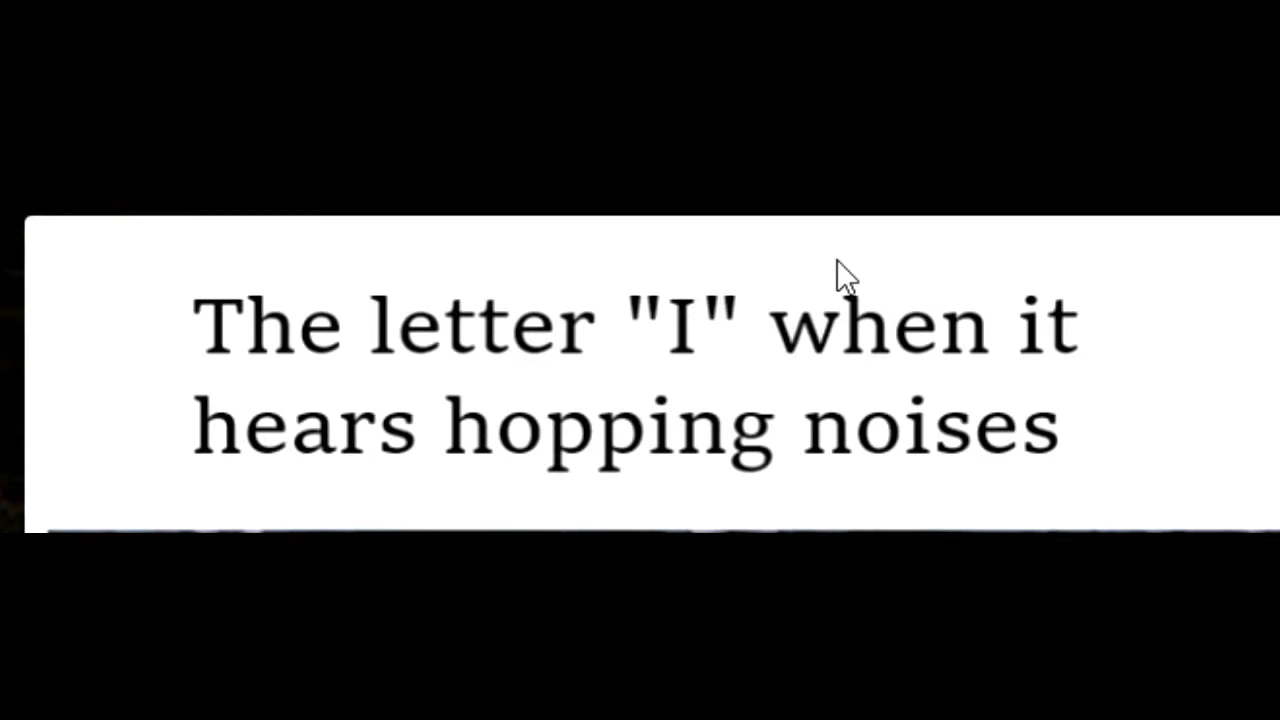 The letter "I" when it
hears hopping noises